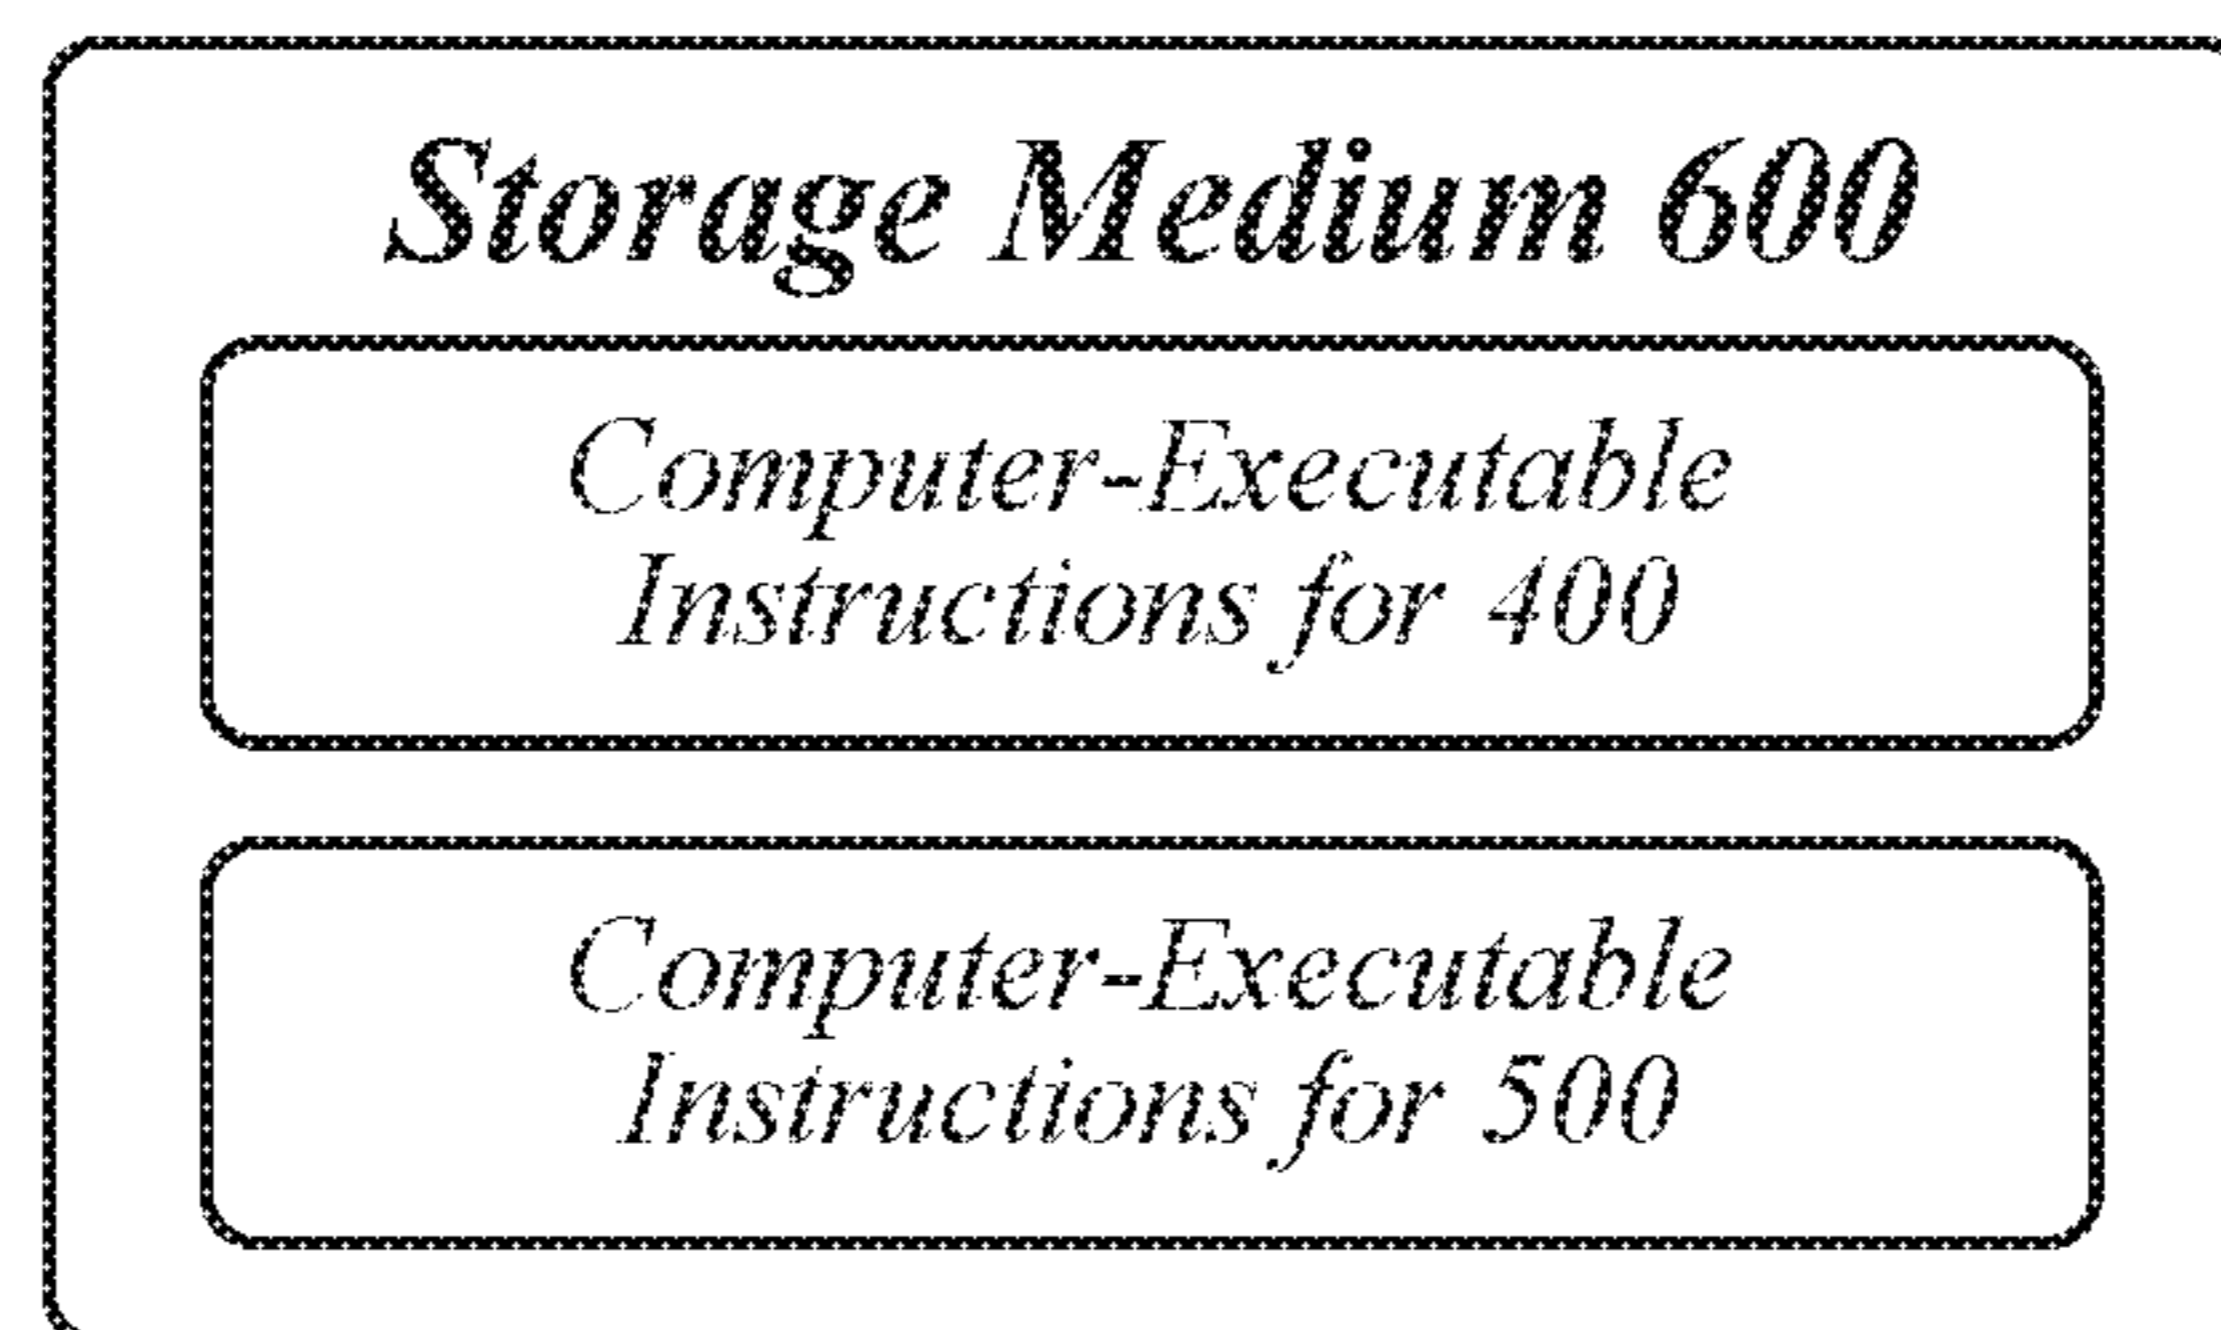 Storage Medium 600
Computer-Executable
Instructions for 400
Computer-Executable
Instructions for 500